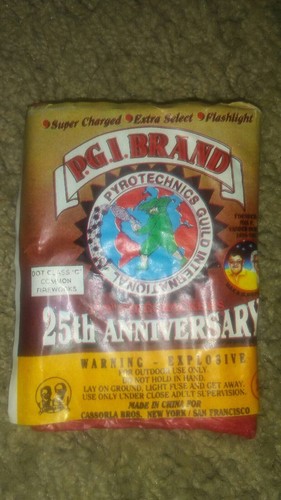 Super Charged Extra Select Flashlight
P.G.I. BRAND
PYROTECHNICS GUILD INTERNATIONAL
DOT CLASS "C"
COMMON
FIREWORKS
25th ANNIVERSARY
WARNING - EXPLOSIVE
FOR OUTDOOR USE ONLY.
DO NOT HOLD IN HAND.
LAY ON GROUND, LIGHT FUSE AND GET AWAY.
USE ONLY UNDER CLOSE ADULT SUPERVISION.
MADE IN CHINA FOR
CASSORLA BROS. NEW YORK / SAN FRANCISCO